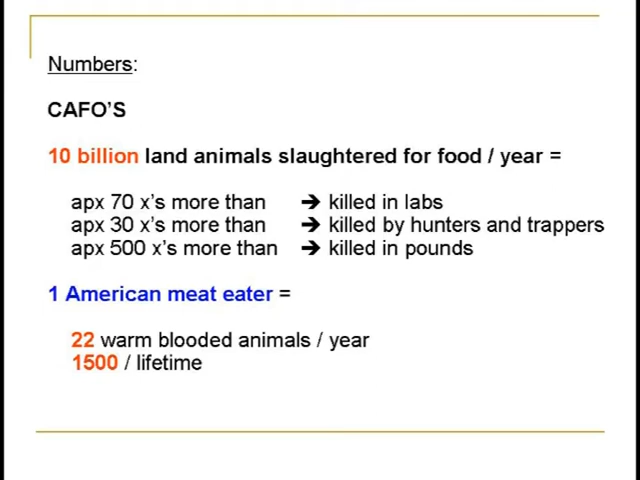 Numbers:
CAFO'S
10 billion land animals slaughtered for food / year =
apx 70 x's more than ➔ killed in labs
apx 30 x's more than ➔ killed by hunters and trappers
apx 500 x's more than ➔ killed in pounds
1 American meat eater =
22 warm blooded animals / year
1500 / lifetime